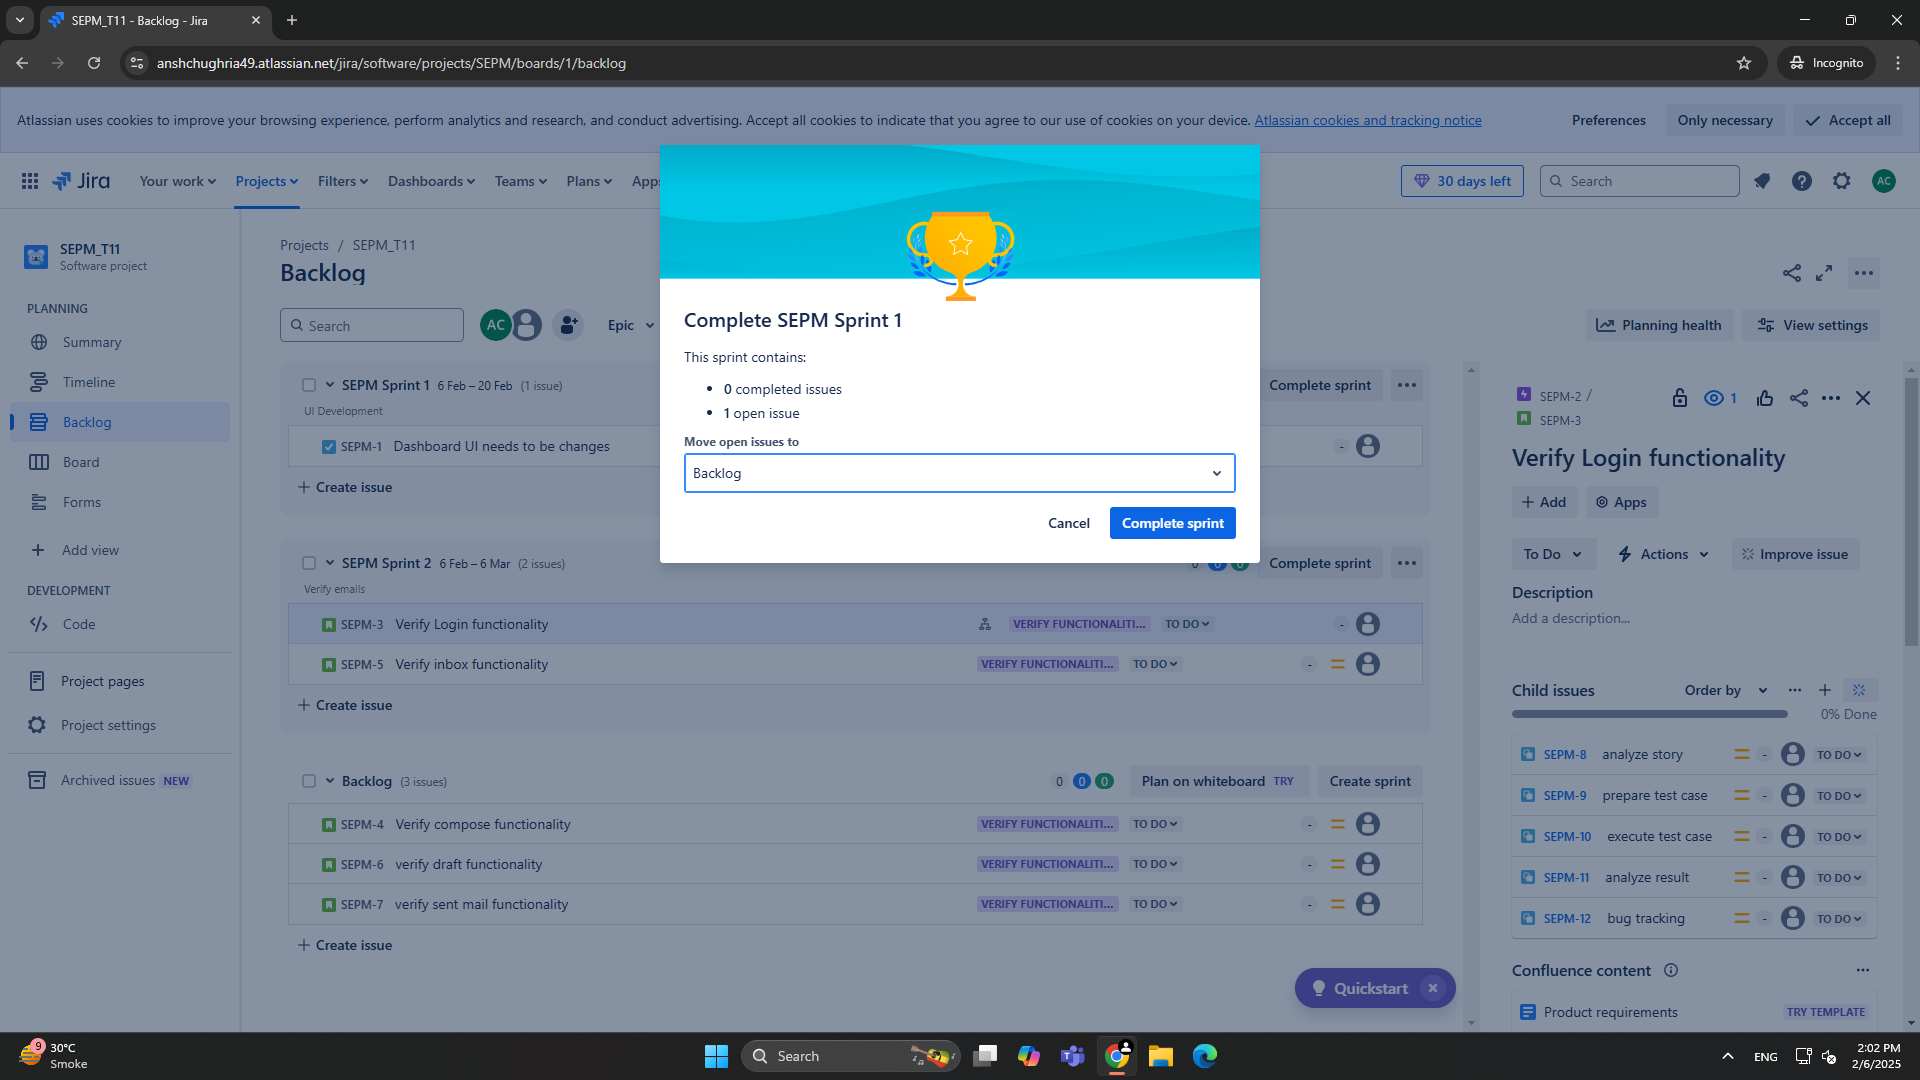 SEPM_T11 - Backlog - Jira
anshchughria49.atlassian.net/jira/software/projects/SEPM/boards/1/backlog
Incognito
Atlassian uses cookies to improve your browsing experience, perform analytics and research, and conduct advertising. Accept all cookies to indicate that you agree to our use of cookies on your device. Atlassian cookies and tracking notice
Preferences
Only necessary
Accept all
Jira
Your work
Projects
Filters
Dashboards
Teams
Plans
Apps
30 days left
Search
AC
SEPM_T11
Software project
PLANNING
Summary
Timeline
Backlog
Board
Forms
Add view
DEVELOPMENT
Code
Project pages
Project settings
Archived issues NEW
Projects / SEPM_T11
Backlog
Search
AC
Epic
Planning health
View settings
SEPM Sprint 1 6 Feb – 20 Feb (1 issue)
Complete sprint
UI Development
SEPM-1 Dashboard UI needs to be changes
-
+ Create issue
SEPM Sprint 2 6 Feb – 6 Mar (2 issues)
0 0 0
Complete sprint
Verify emails
SEPM-3 Verify Login functionality VERIFY FUNCTIONALITI... TO DO -
SEPM-5 Verify inbox functionality VERIFY FUNCTIONALITI... TO DO -
+ Create issue
Backlog (3 issues)
0 0 0
Plan on whiteboard TRY
Create sprint
SEPM-4 Verify compose functionality VERIFY FUNCTIONALITI... TO DO -
SEPM-6 verify draft functionality VERIFY FUNCTIONALITI... TO DO -
SEPM-7 verify sent mail functionality VERIFY FUNCTIONALITI... TO DO -
+ Create issue
Complete SEPM Sprint 1
This sprint contains:
• 0 completed issues
• 1 open issue
Move open issues to
Backlog
Cancel
Complete sprint
SEPM-2 /
SEPM-3
1
Verify Login functionality
+ Add
Apps
To Do
Actions
Improve issue
Description
Add a description...
Child issues
Order by
0% Done
SEPM-8 analyze story - TO DO
SEPM-9 prepare test case - TO DO
SEPM-10 execute test case - TO DO
SEPM-11 analyze result - TO DO
SEPM-12 bug tracking - TO DO
Confluence content
Product requirements TRY TEMPLATE
Quickstart
9
30°C
Smoke
Search
ENG
2:02 PM
2/6/2025